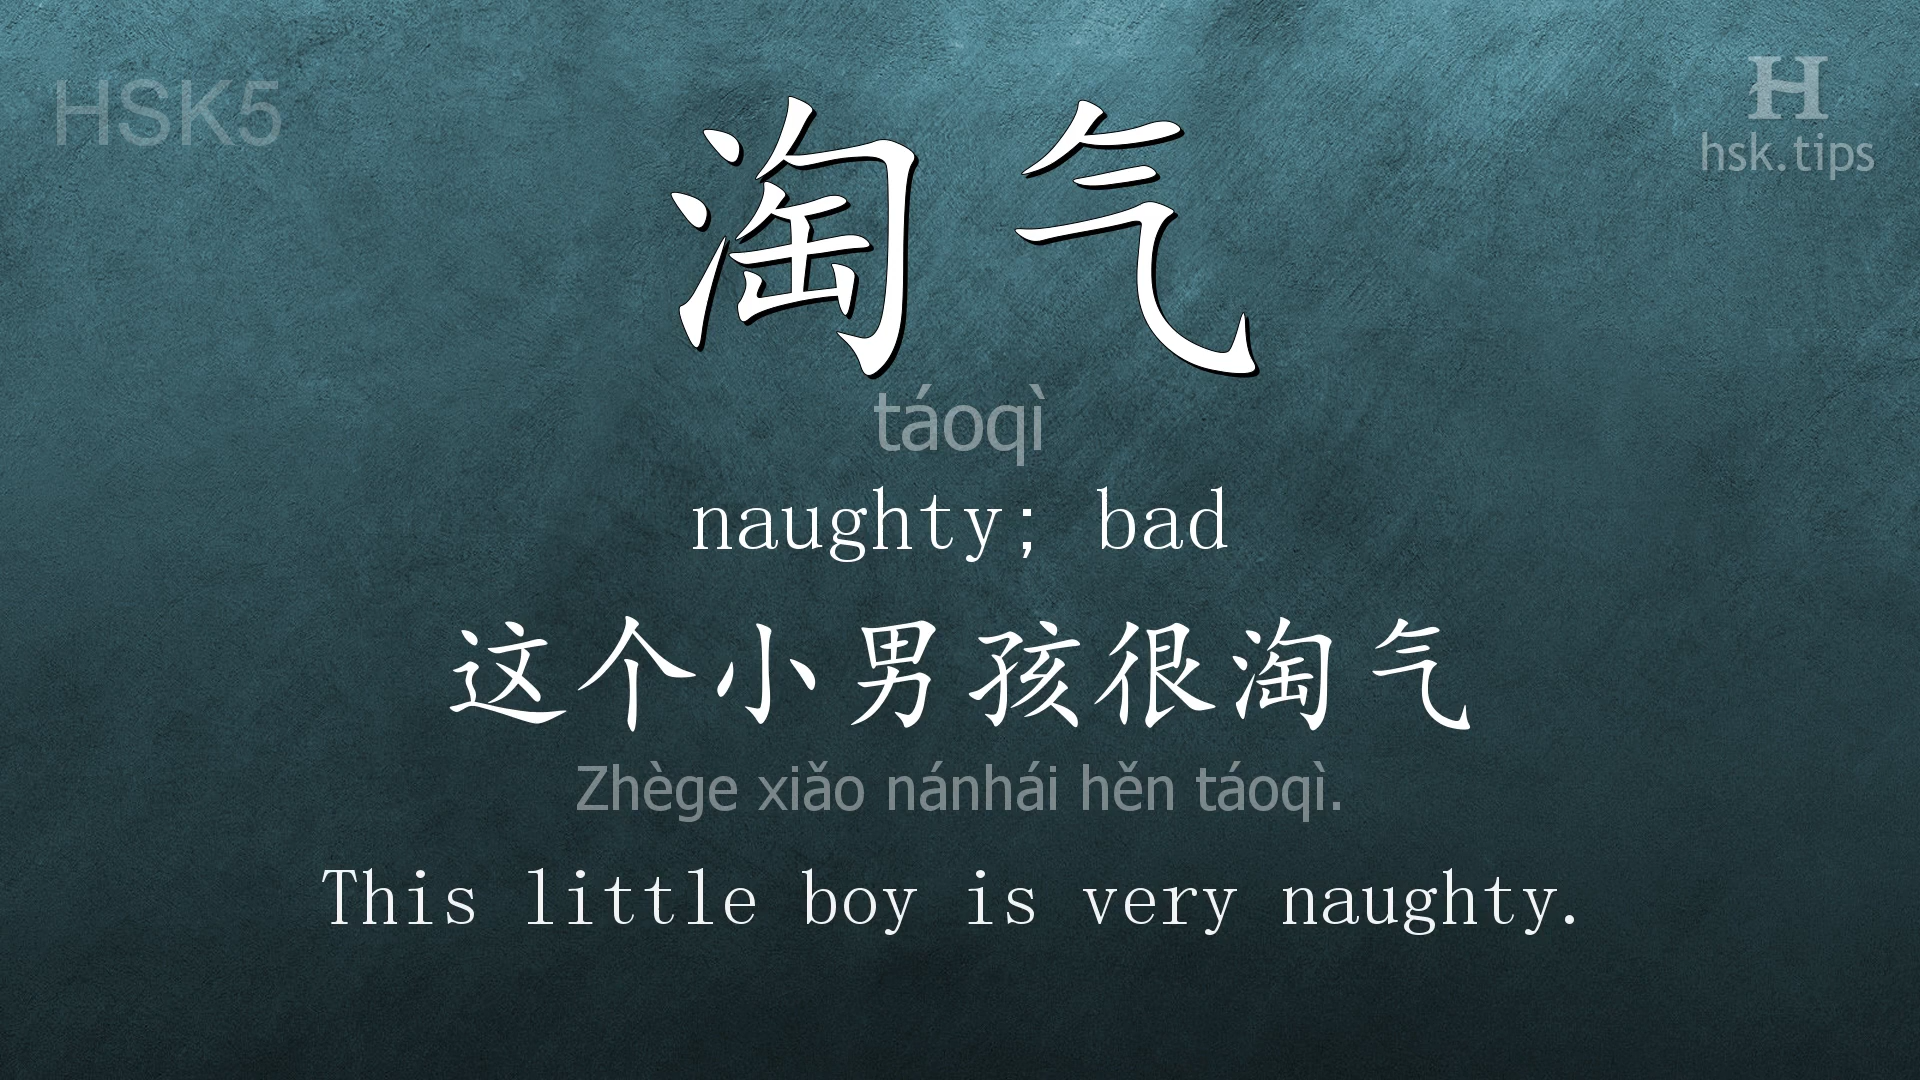 HSK5
H
hsk.tips
淘气
táoqì
naughty; bad
这个小男孩很淘气
Zhège xiǎo nánhái hěn táoqì.
This little boy is very naughty.